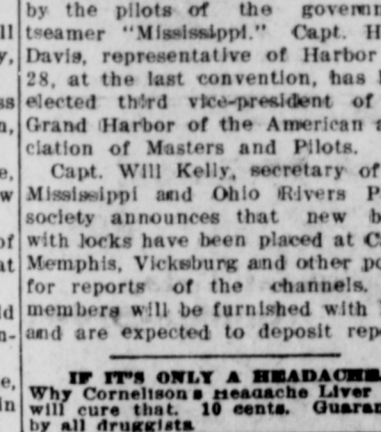 by the pilots of the
tseamer "Mississippi." Capt. H
Davis, representative of Harbor
28, at the last convention, has
elected third vice-president of
Grand Harbor of the American a
ciation of Masters and Pilots.
Capt. Will Kelly, secretary of
Mississippi and Ohio Rivers P
society announces that new b
with locks have been placed at C
Memphis, Vicksburg and other po
for reports of the channels.
members will be furnished with
and are expected to deposit rep
IF IT'S ONLY A HEADACHE
Why Cornelison's Headache Liver
will cure that. 10 cents. Guaran
by all druggists